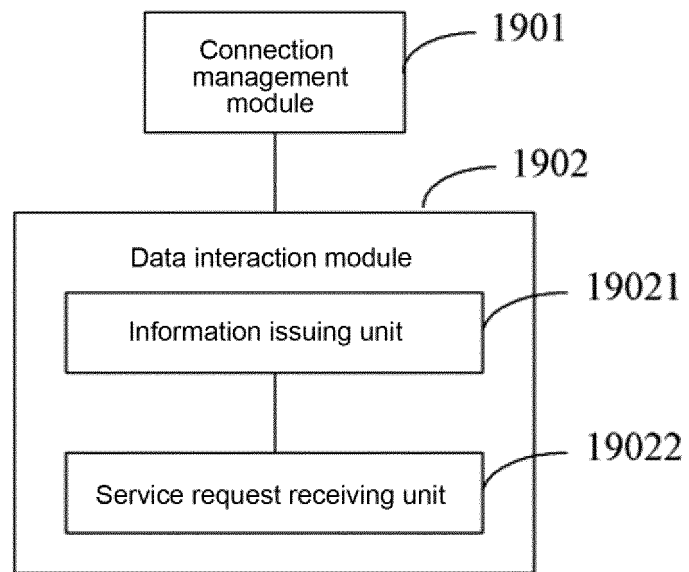 Connection
management
module
1901
1902
Data interaction module
Information issuing unit
19021
Service request receiving unit
19022